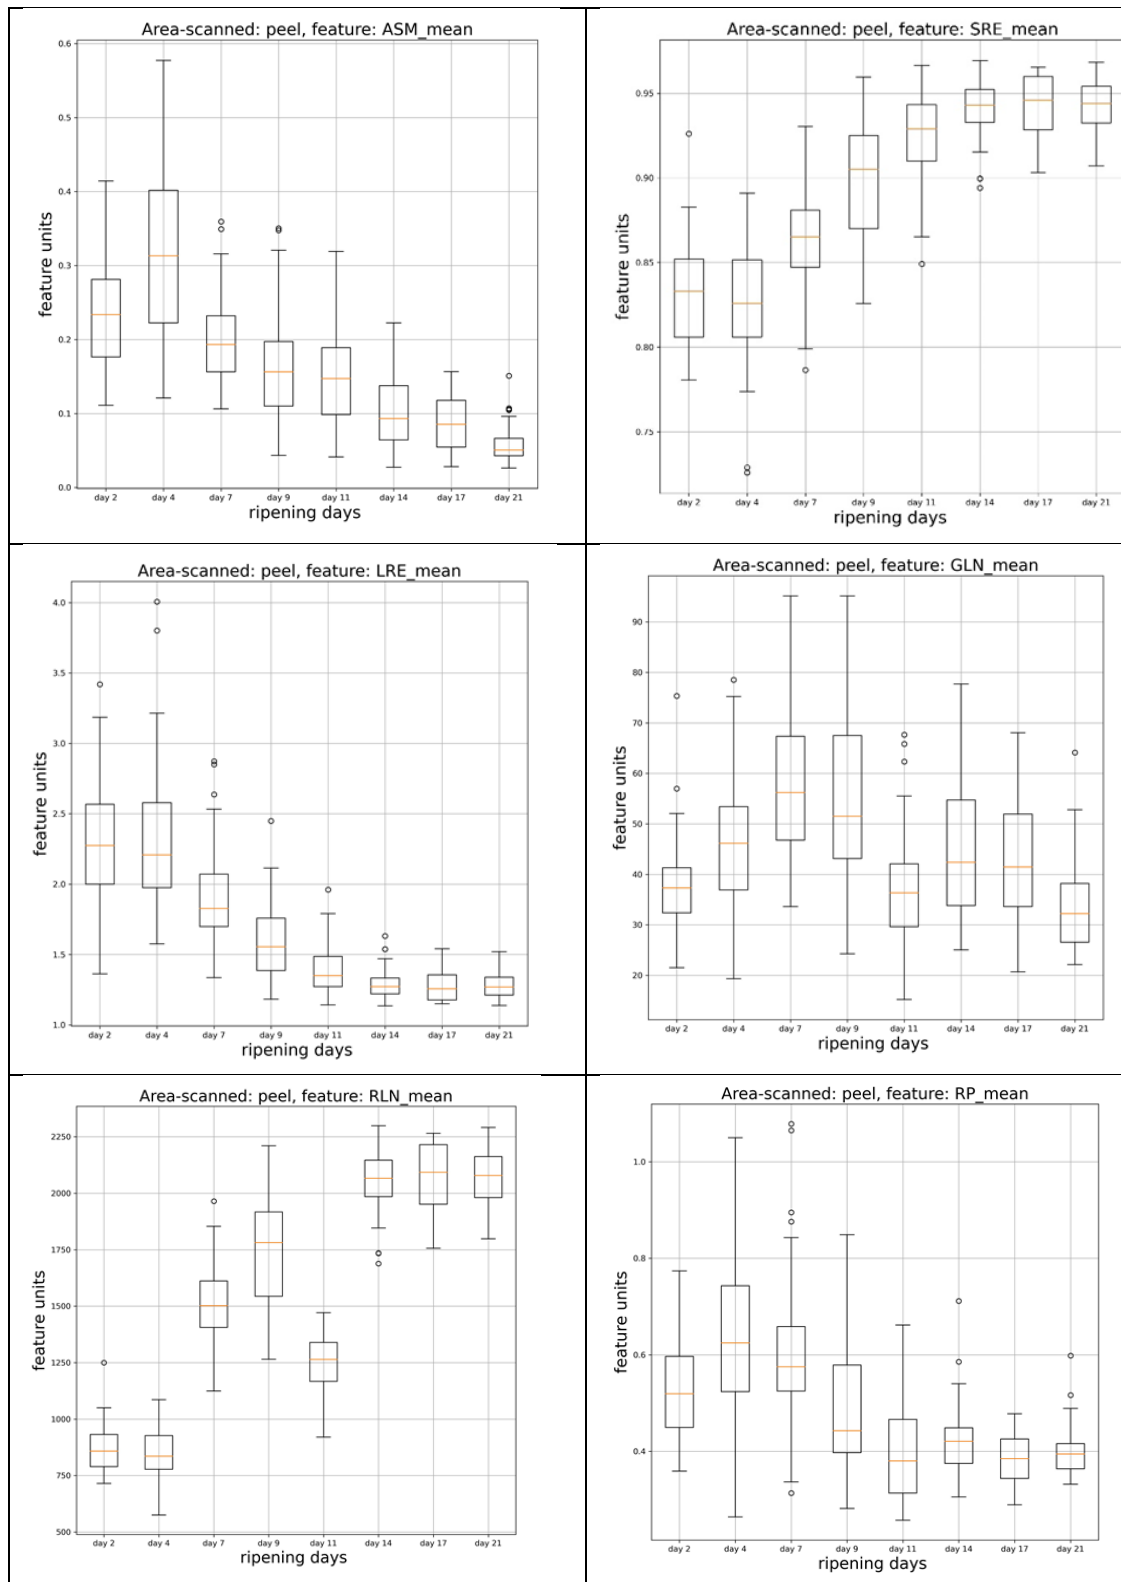 Area-scanned: peel, feature: ASM_mean
0.6
0.5
0.4
0.3
0.2
0.1
0.0
feature units
day 2 day 4 day 7 day 9 day 11 day 14 day 17 day 21
ripening days
Area-scanned: peel, feature: SRE_mean
0.95
0.90
0.85
0.80
0.75
feature units
day 2 day 4 day 7 day 9 day 11 day 14 day 17 day 21
ripening days
Area-scanned: peel, feature: LRE_mean
4.0
3.5
3.0
2.5
2.0
1.5
1.0
feature units
day 2 day 4 day 7 day 9 day 11 day 14 day 17 day 21
ripening days
Area-scanned: peel, feature: GLN_mean
90
80
70
60
50
40
30
20
feature units
day 2 day 4 day 7 day 9 day 11 day 14 day 17 day 21
ripening days
Area-scanned: peel, feature: RLN_mean
2250
2000
1750
1500
1250
1000
750
500
feature units
day 2 day 4 day 7 day 9 day 11 day 14 day 17 day 21
ripening days
Area-scanned: peel, feature: RP_mean
1.0
0.8
0.6
0.4
feature units
day 2 day 4 day 7 day 9 day 11 day 14 day 17 day 21
ripening days